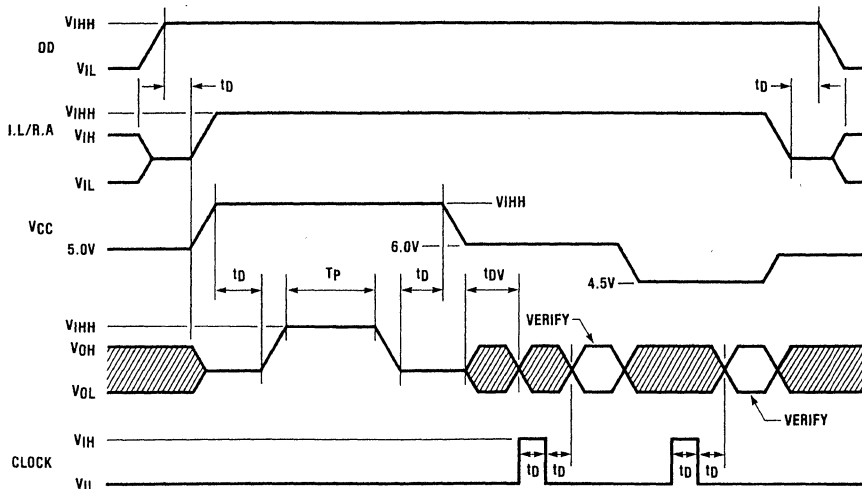 VIHH
OD
VIL
tD tD
VIHH
I.L/R.A VIH
VIL
VIHH
VCC
5.0V 6.0V
4.5V
tD TP tD tDV
VIHH VERIFY
VOH
VOL
VERIFY
VIH
CLOCK tD tD tD tD
VIL